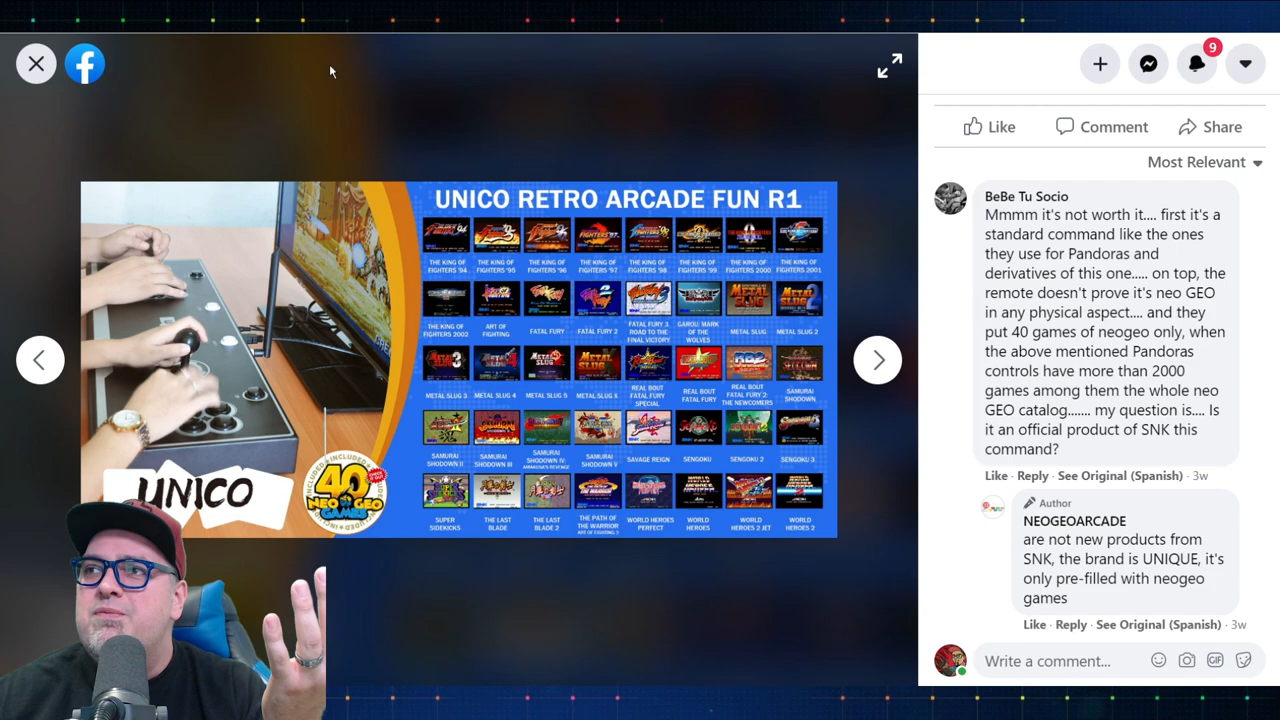 UNICO RETRO ARCADE FUN R1
THE KING OF FIGHTERS '94
THE KING OF FIGHTERS '95
THE KING OF FIGHTERS '96
THE KING OF FIGHTERS '97
THE KING OF FIGHTERS '98
THE KING OF FIGHTERS '99
THE KING OF FIGHTERS 2000
THE KING OF FIGHTERS 2001
THE KING OF FIGHTERS 2002
ART OF FIGHTING
FATAL FURY
FATAL FURY 2
FATAL FURY 3 ROAD TO THE FINAL VICTORY
GAROU: MARK OF THE WOLVES
METAL SLUG
METAL SLUG 2
METAL SLUG 3
METAL SLUG 4
METAL SLUG 5
METAL SLUG X
REAL BOUT FATAL FURY SPECIAL
REAL BOUT FATAL FURY
REAL BOUT FATAL FURY 2: THE NEWCOMERS
SAMURAI SHODOWN
SAMURAI SHODOWN II
SAMURAI SHODOWN III
SAMURAI SHODOWN IV: AMAKUSA'S REVENGE
SAMURAI SHODOWN V
SAVAGE REIGN
SENGOKU
SENGOKU 2
SENGOKU 3
SUPER SIDEKICKS
THE LAST BLADE
THE LAST BLADE 2
THE PATH OF THE WARRIOR ART OF FIGHTING 3
WORLD HEROES PERFECT
WORLD HEROES
WORLD HEROES 2 JET
WORLD HEROES 2
UNICO
INCLUDED
40
NEO GEO
GAMES
9
Like
Comment
Share
Most Relevant
BeBe Tu Socio
Mmmm it's not worth it.... first it's a
standard command like the ones
they use for Pandoras and
derivatives of this one..... on top, the
remote doesn't prove it's neo GEO
in any physical aspect.... and they
put 40 games of neogeo only, when
the above mentioned Pandoras
controls have more than 2000
games among them the whole neo
GEO catalog....... my question is.... Is
it an official product of SNK this
command?
Like · Reply · See Original (Spanish) · 3w
Author
NEOGEOARCADE
are not new products from
SNK, the brand is UNIQUE, it's
only pre-filled with neogeo
games
Like · Reply · See Original (Spanish) · 3w
Write a comment...
GIF